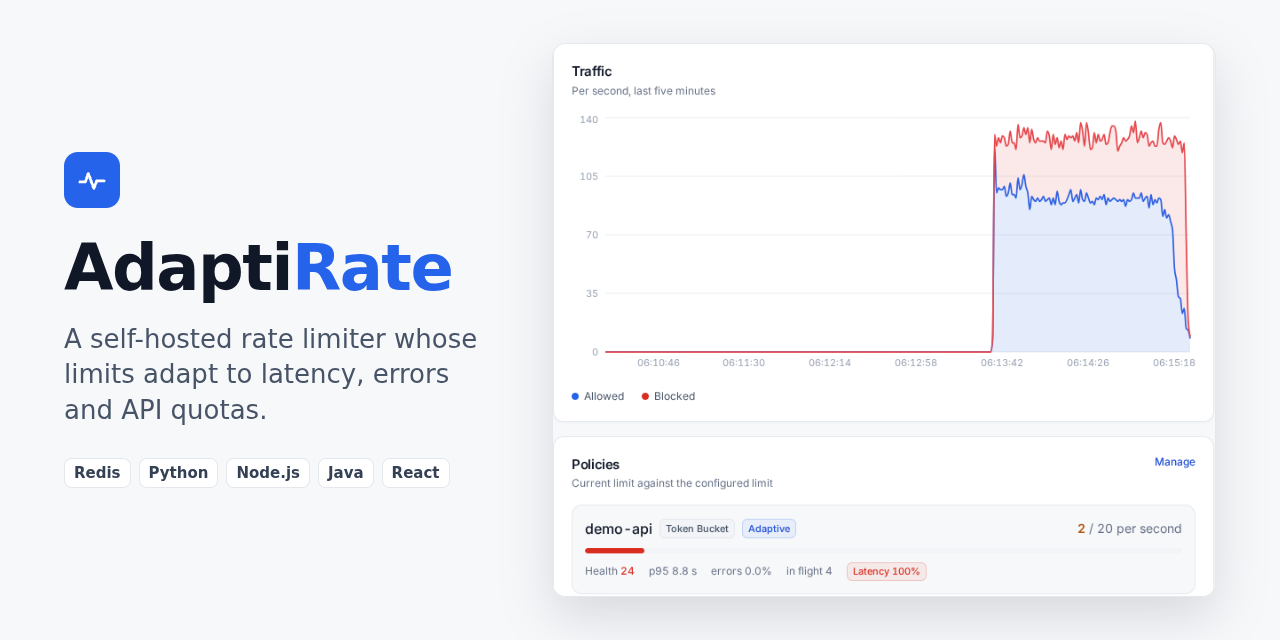 AdaptiRate
A self-hosted rate limiter whose
limits adapt to latency, errors
and API quotas.
Redis Python Node.js Java React
Traffic
Per second, last five minutes
140
105
70
35
0
06:10:46 06:11:30 06:12:14 06:12:58 06:13:42 06:14:26 06:15:18
Allowed Blocked
Policies Manage
Current limit against the configured limit
demo-api Token Bucket Adaptive 2 / 20 per second
Health 24 p95 8.8 s errors 0.0% in flight 4 Latency 100%